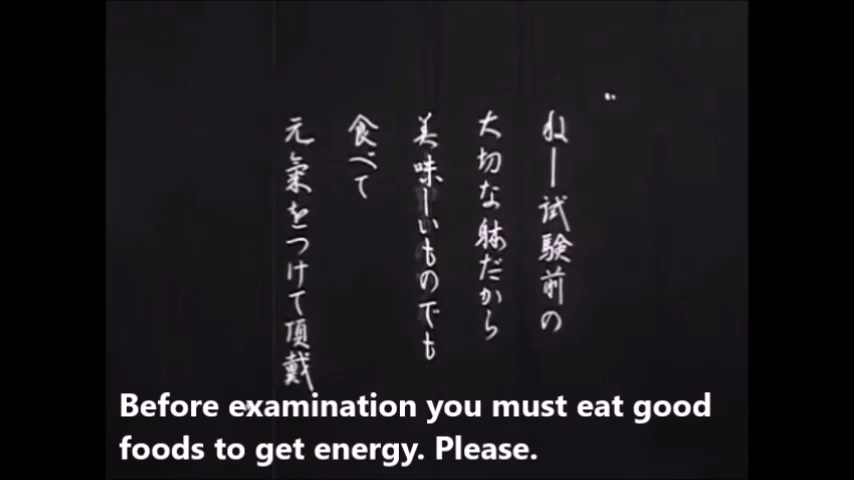 〝ねー試験前の
大切な躰だから
美味しいものでも
食べて
元氣をつけて頂戴〟
Before examination you must eat good
foods to get energy. Please.